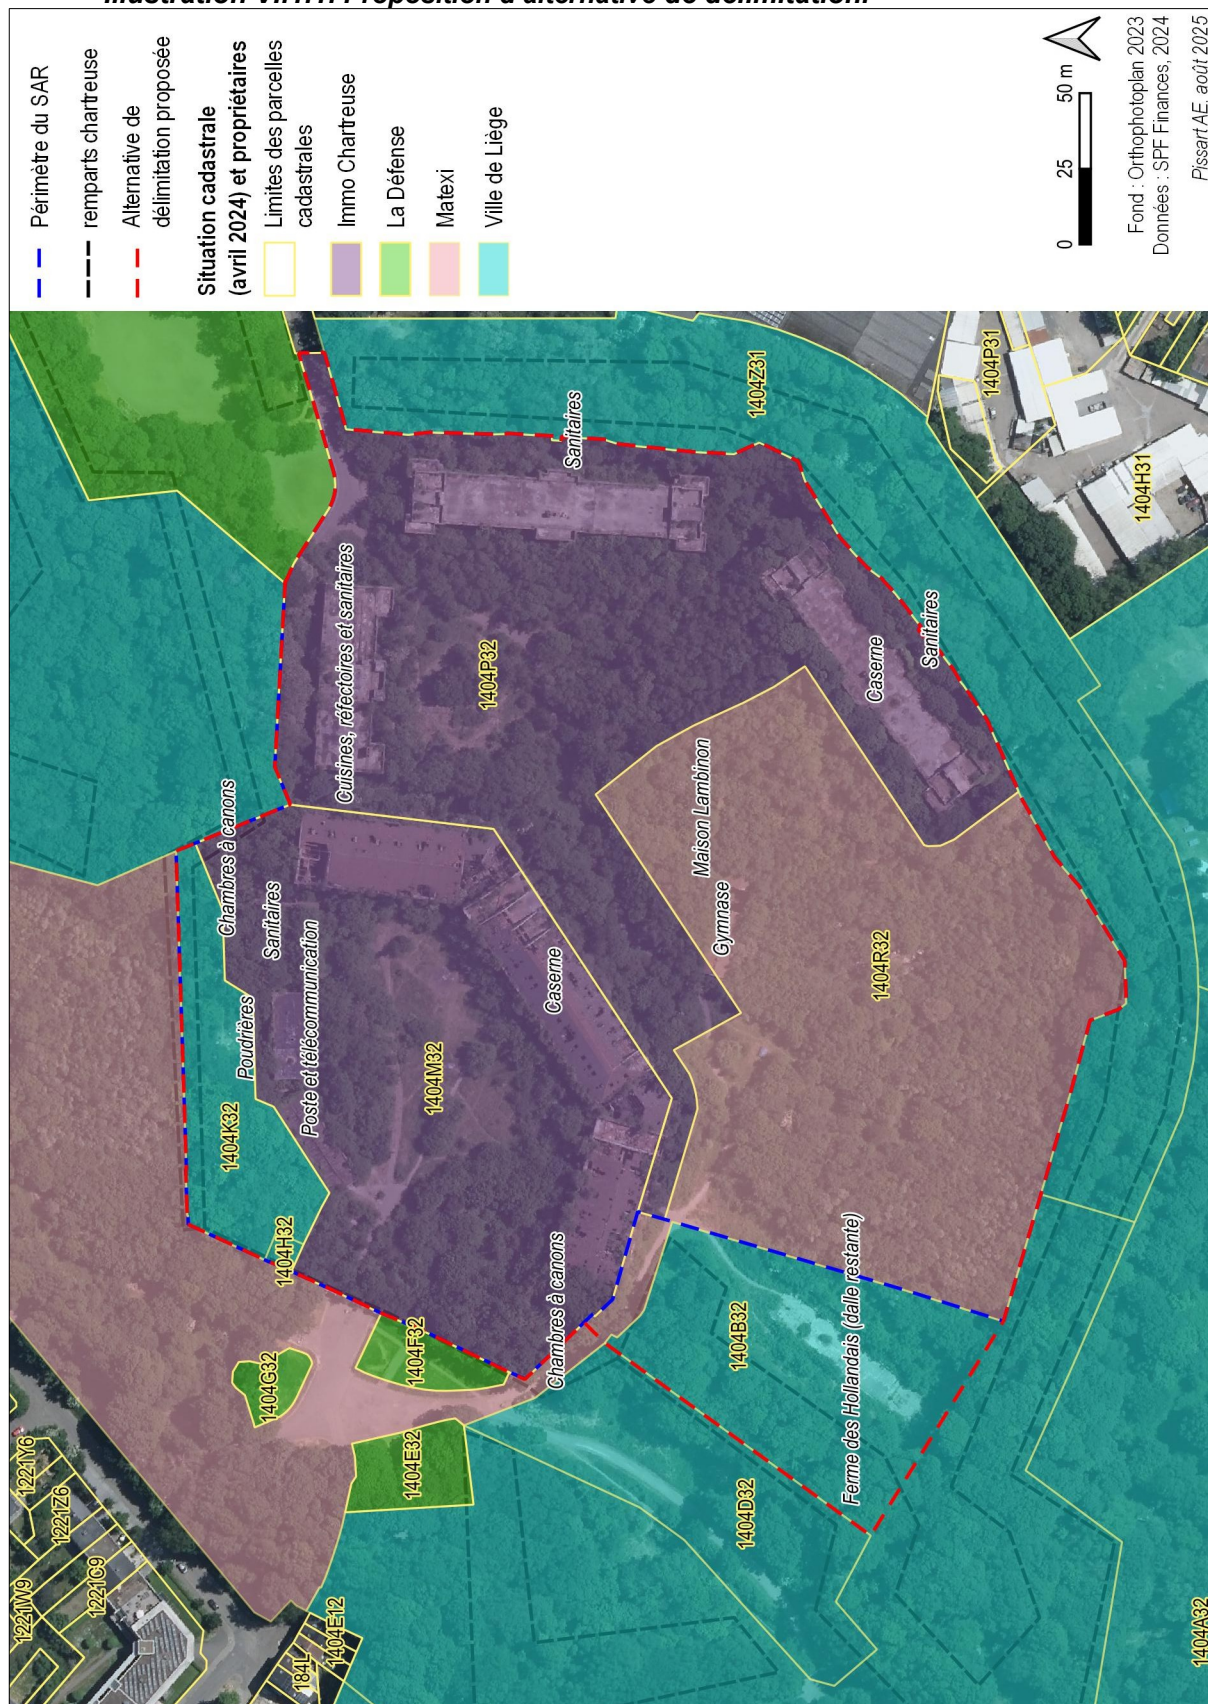 Illustration VII.1.1. Proposition d'alternative de délimitation.
Périmètre du SAR
remparts chartreuse
Alternative de
délimitation proposée
Situation cadastrale
(avril 2024) et propriétaires
Limites des parcelles
cadastrales
Immo Chartreuse
La Défense
Matexi
Ville de Liège
0 25 50 m
Fond : Orthophotoplan 2023
Données : SPF Finances, 2024
Pissart AE, août 2025
1221W9
1221Y6
1221Z6
1221C9
184L
1404E12
1404G32
1404F32
1404E32
1404H32
1404K32
Poudrières
Chambres à canons
Sanitaires
Poste et télécommunication
Cuisines, réfectoires et sanitaires
1404M32
1404P32
Caserne
Chambres à canons
Sanitaires
Maison Lambinon
Gymnase
1404Z31
1404B32
1404D32
Ferme des Hollandais (dalle restante)
1404R32
Caserne
Sanitaires
1404P31
1404H31
1404A32